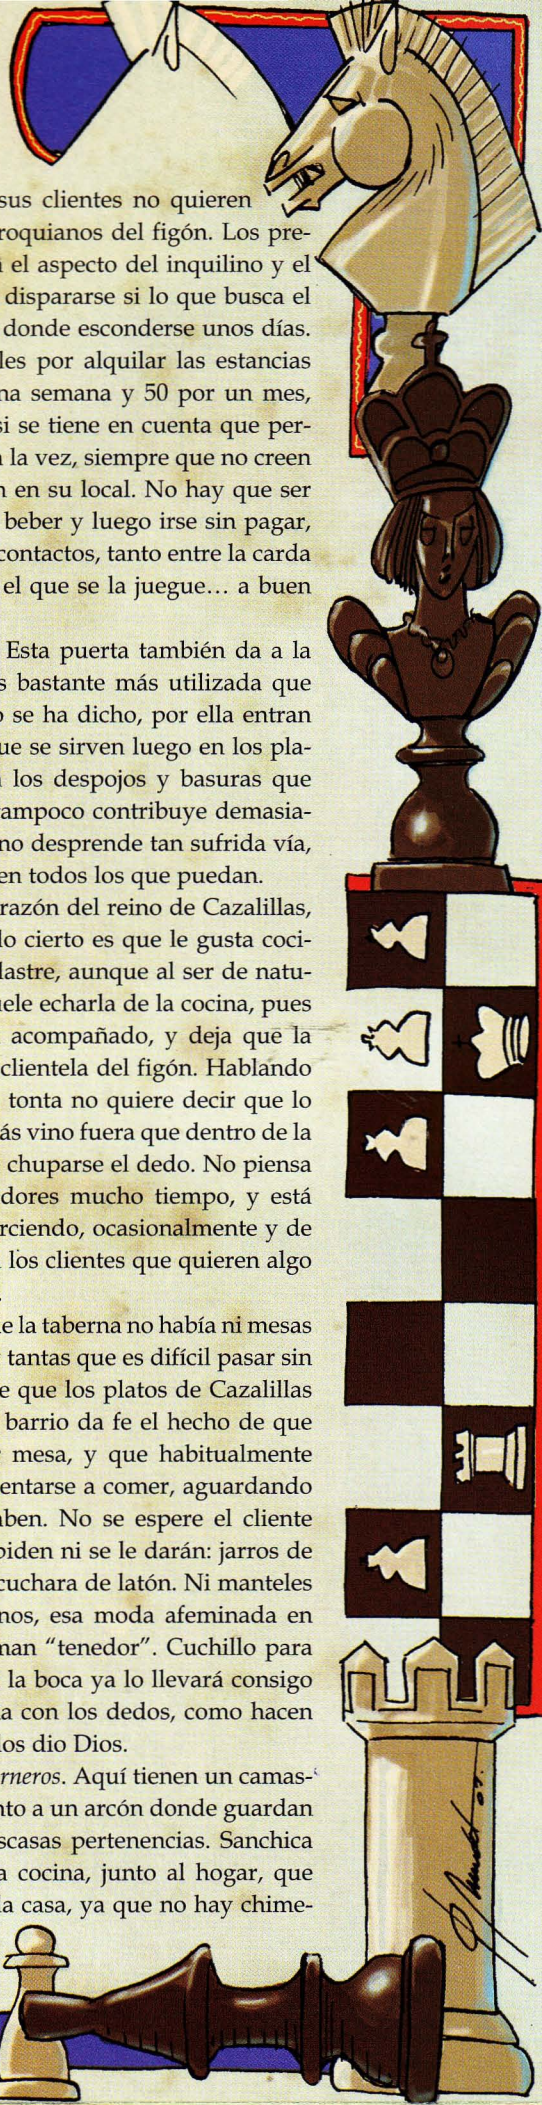 sus clientes no quieren
roquianos del figón. Los pre-
el aspecto del inquilino y el
dispararse si lo que busca el
donde esconderse unos días.
les por alquilar las estancias
na semana y 50 por un mes,
si se tiene en cuenta que per-
la vez, siempre que no creen
n en su local. No hay que ser
beber y luego irse sin pagar,
contactos, tanto entre la carda
el que se la juegue… a buen
Esta puerta también da a la
s bastante más utilizada que
o se ha dicho, por ella entran
que se sirven luego en los pla-
los despojos y basuras que
tampoco contribuye demasia-
no desprende tan sufrida vía,
en todos los que puedan.
razón del reino de Cazalillas,
lo cierto es que le gusta coci-
lastre, aunque al ser de natu-
uele echarla de la cocina, pues
acompañado, y deja que la
clientela del figón. Hablando
tonta no quiere decir que lo
ás vino fuera que dentro de la
chuparse el dedo. No piensa
dores mucho tiempo, y está
rciendo, ocasionalmente y de
los clientes que quieren algo
e la taberna no había ni mesas
tantas que es difícil pasar sin
e que los platos de Cazalillas
barrio da fe el hecho de que
mesa, y que habitualmente
entarse a comer, aguardando
aben. No se espere el cliente
piden ni se le darán: jarros de
cuchara de latón. Ni manteles
nos, esa moda afeminada en
man “tenedor”. Cuchillo para
la boca ya lo llevará consigo
a con los dedos, como hacen
los dio Dios.
rneros. Aquí tienen un camas-
nto a un arcón donde guardan
scasas pertenencias. Sanchica
a cocina, junto al hogar, que
la casa, ya que no hay chime-